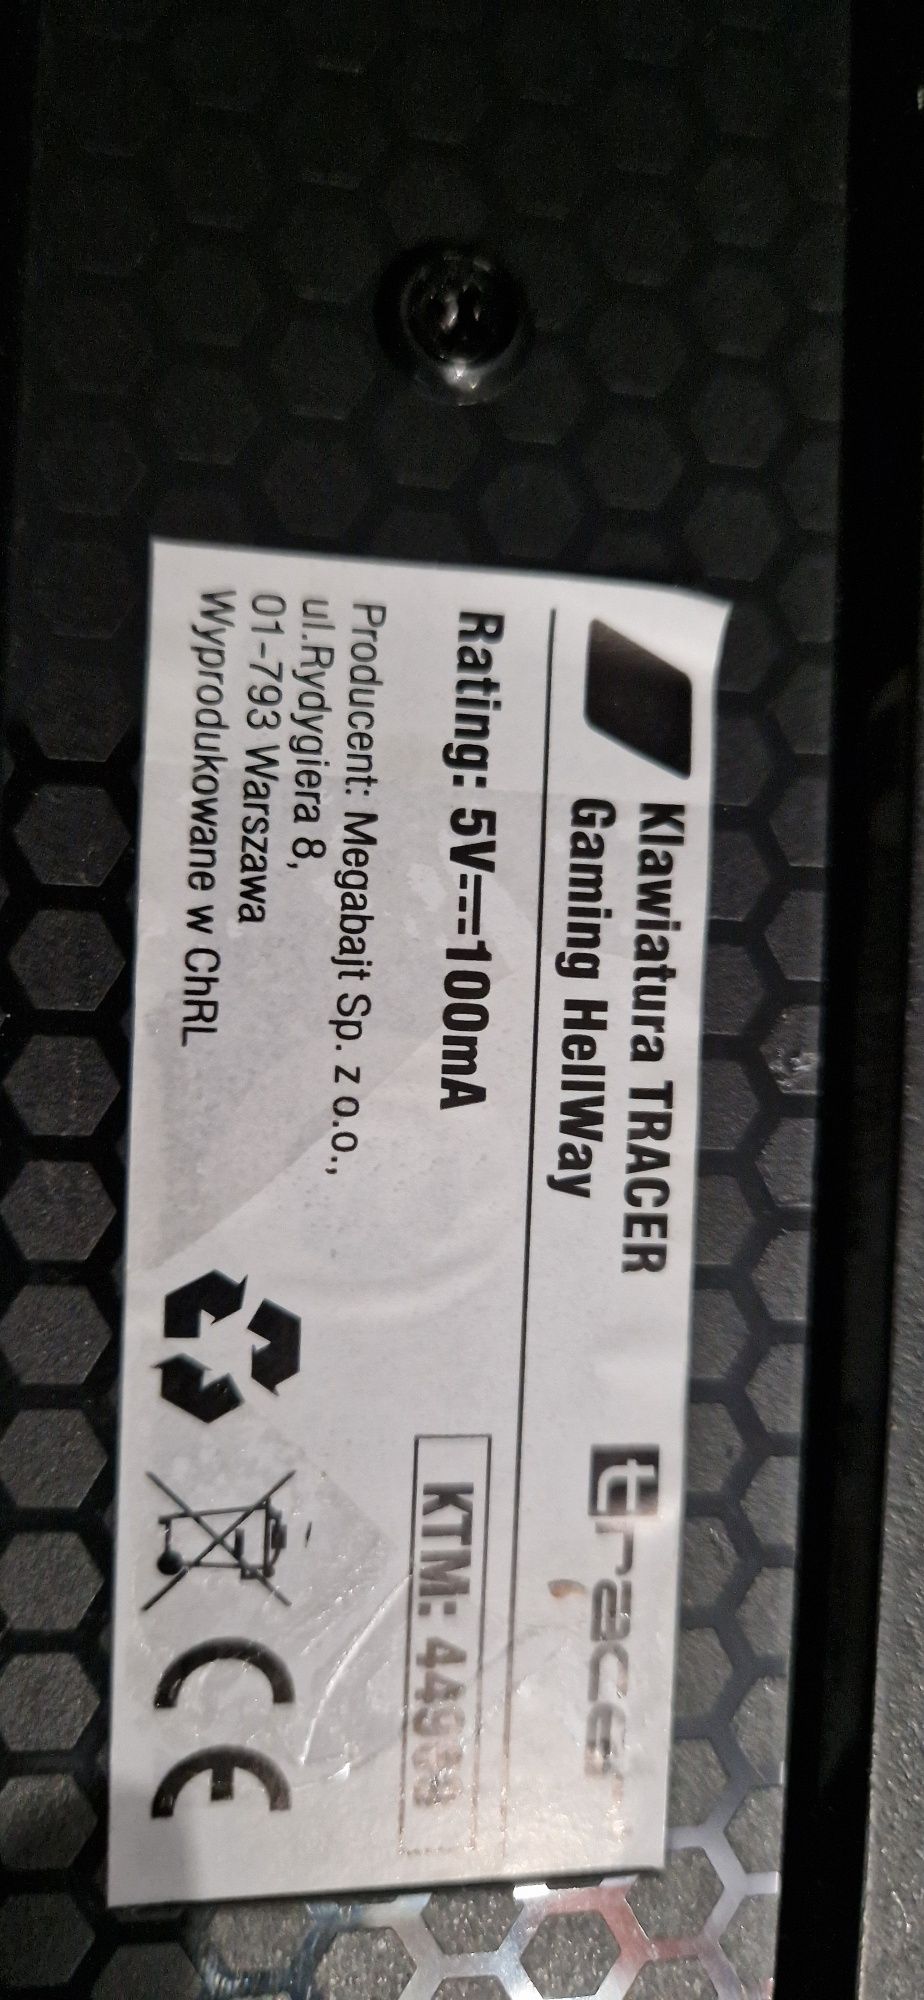 Klawiatura TRACER
Gaming HellWay
tracer
Rating: 5V⎓100mA
Producent: Megabajt Sp. z o.o.,
ul.Rydygiera 8,
01-793 Warszawa
Wyprodukowane w ChRL
KTM:
CE